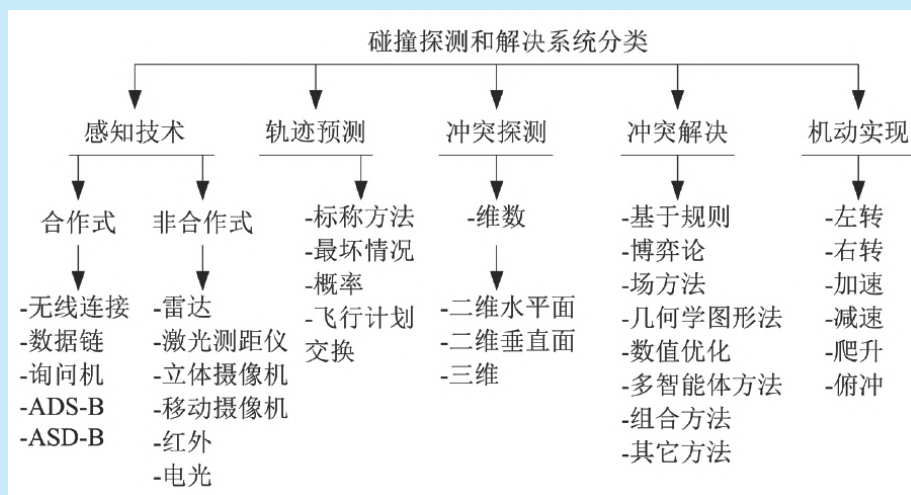 碰撞探测和解决系统分类
感知技术
轨迹预测
冲突探测
冲突解决
机动实现
合作式
非合作式
-无线连接
-数据链
-询问机
-ADS-B
-ASD-B
-雷达
-激光测距仪
-立体摄像机
-移动摄像机
-红外
-电光
-标称方法
-最坏情况
-概率
-飞行计划
交换
-维数
-二维水平面
-二维垂直面
-三维
-基于规则
-博弈论
-场方法
-几何学图形法
-数值优化
-多智能体方法
-组合方法
-其它方法
-左转
-右转
-加速
-减速
-爬升
-俯冲